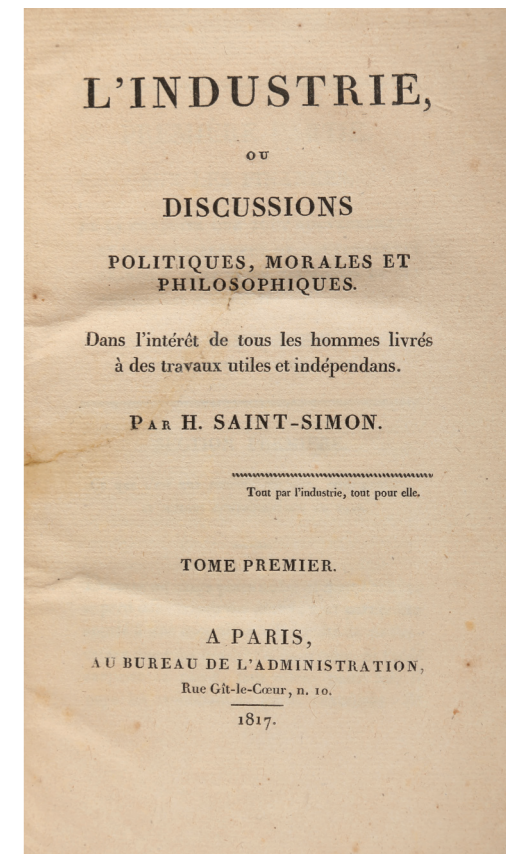 L'INDUSTRIE,
OU
DISCUSSIONS
POLITIQUES, MORALES ET
PHILOSOPHIQUES.
Dans l'intérêt de tous les hommes livrés
à des travaux utiles et indépendans.
PAR H. SAINT-SIMON.
Tout par l'industrie, tout pour elle.
TOME PREMIER.
A PARIS,
AU BUREAU DE L'ADMINISTRATION,
Rue Gît-le-Cœur, n. 10.
1817.